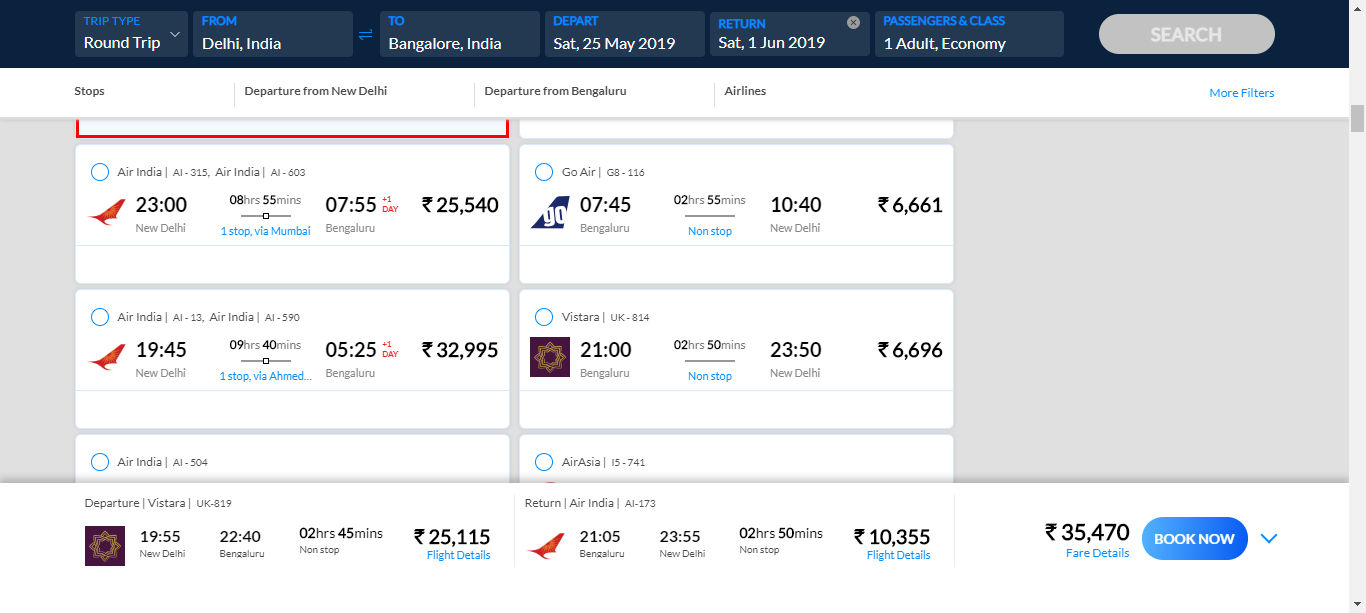 TRIP TYPE
Round Trip
FROM
Delhi, India
TO
Bangalore, India
DEPART
Sat, 25 May 2019
RETURN
Sat, 1 Jun 2019
PASSENGERS & CLASS
1 Adult, Economy
SEARCH
Stops
Departure from New Delhi
Departure from Bengaluru
Airlines
More Filters
Air India | AI - 315, Air India | AI - 603
23:00
New Delhi
08hrs 55mins
1 stop, via Mumbai
07:55 +1 DAY
Bengaluru
₹ 25,540
Go Air | G8 - 116
go
07:45
Bengaluru
02hrs 55mins
Non stop
10:40
New Delhi
₹ 6,661
Air India | AI - 13, Air India | AI - 590
19:45
New Delhi
09hrs 40mins
1 stop, via Ahmed...
05:25 +1 DAY
Bengaluru
₹ 32,995
Vistara | UK - 814
21:00
Bengaluru
02hrs 50mins
Non stop
23:50
New Delhi
₹ 6,696
Air India | AI - 504
AirAsia | I5 - 741
Departure | Vistara | UK-819
19:55
New Delhi
22:40
Bengaluru
02hrs 45mins
Non stop
₹ 25,115
Flight Details
Return | Air India | AI-173
21:05
Bengaluru
23:55
New Delhi
02hrs 50mins
Non stop
₹ 10,355
Flight Details
₹ 35,470
Fare Details
BOOK NOW